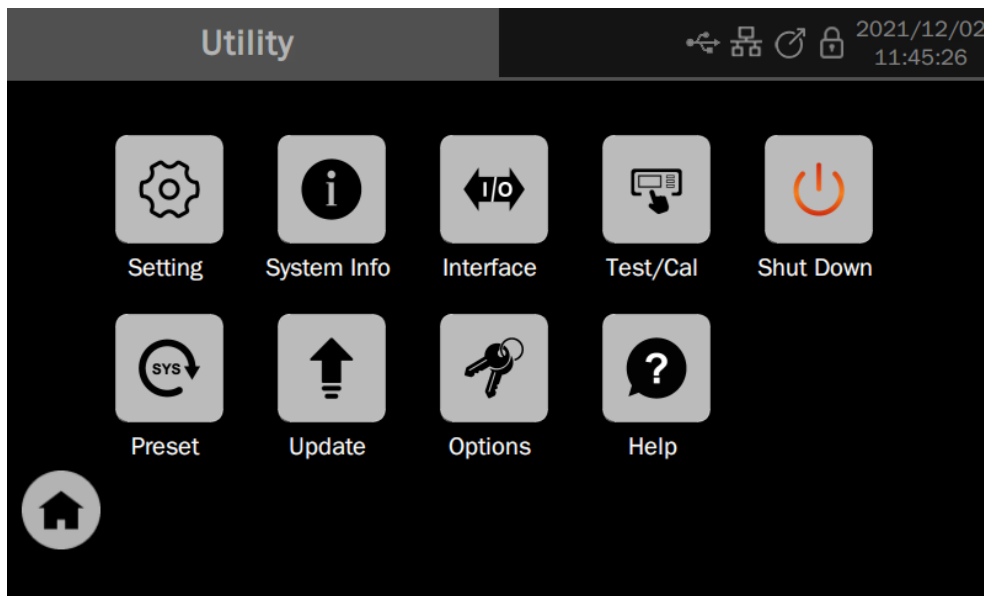 Utility
2021/12/02
11:45:26
I/O
Setting System Info Interface Test/Cal Shut Down
SYS
?
Preset Update Options Help